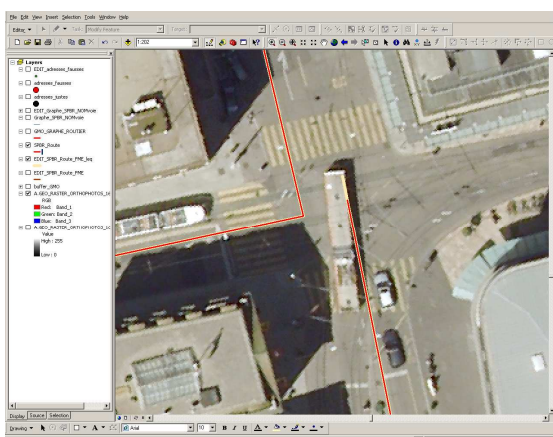 File Edit View Insert Selection Tools Window Help
Editor Task: Modify Feature Target:
1:202
Layers
EDIT_adresses_fausses
adresses_fausses
adresses_justes
EDIT_Graphe_SPBR_NOMvoie
Graphe_SPBR_NOMvoie
GMO_GRAPHE_ROUTIER
SPBR_Route
EDIT_SPBR_Route_FME_leq
EDIT_SPBR_Route_FME
buffer_GMO
A.GEO_RASTER_ORTHOPHOTOS_16
RGB
Red: Band_1
Green: Band_2
Blue: Band_3
Value
High : 255
Low : 0
Display Source Selection
Drawing A Arial 10 B I U A